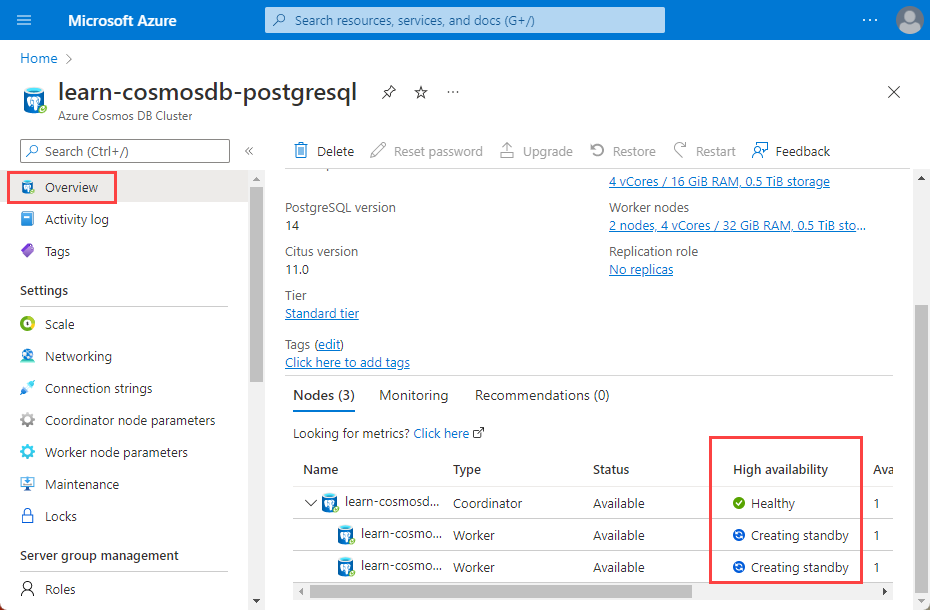 Microsoft Azure
Search resources, services, and docs (G+/)
Home
learn-cosmosdb-postgresql
Azure Cosmos DB Cluster
Search (Ctrl+/)
Delete
Reset password
Upgrade
Restore
Restart
Feedback
Overview
Activity log
Tags
Settings
Scale
Networking
Connection strings
Coordinator node parameters
Worker node parameters
Maintenance
Locks
Server group management
Roles
4 vCores / 16 GiB RAM, 0.5 TiB storage
PostgreSQL version
14
Worker nodes
2 nodes, 4 vCores / 32 GiB RAM, 0.5 TiB sto...
Citus version
11.0
Replication role
No replicas
Tier
Standard tier
Tags (edit)
Click here to add tags
Nodes (3)
Monitoring
Recommendations (0)
Looking for metrics? Click here
Name Type Status High availability Ava
learn-cosmosd... Coordinator Available Healthy 1
learn-cosmo... Worker Available Creating standby 1
learn-cosmo... Worker Available Creating standby 1